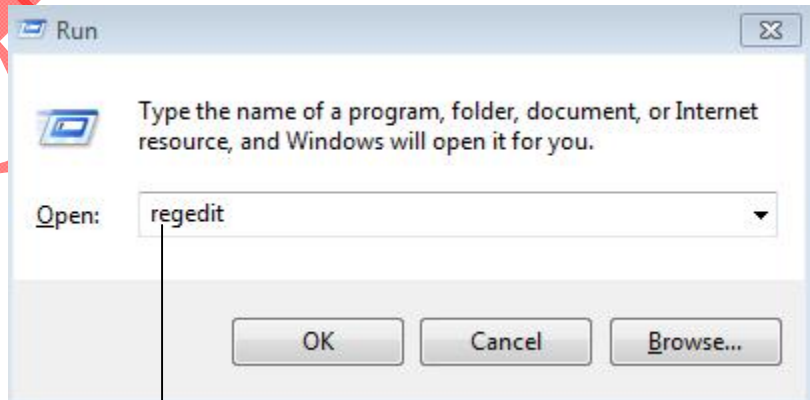 Run
Type the name of a program, folder, document, or Internet
resource, and Windows will open it for you.
Open: regedit
OK Cancel Browse...